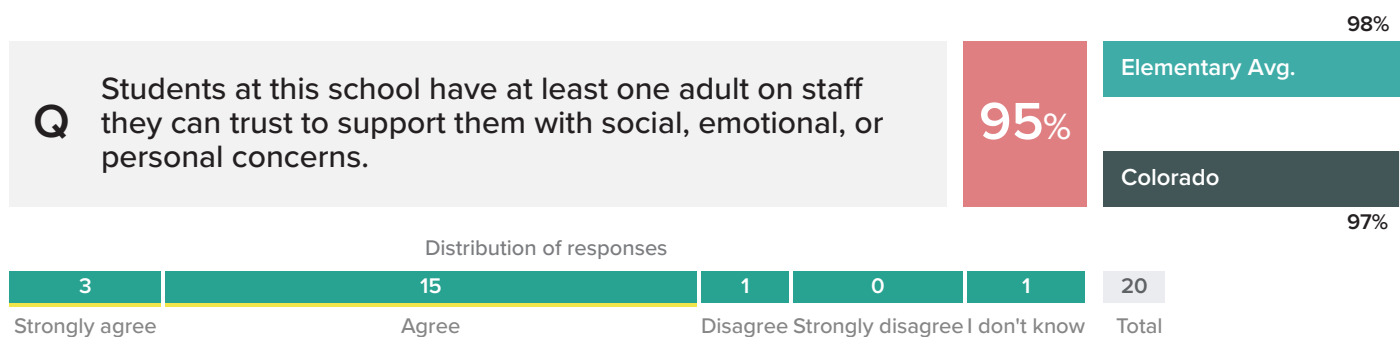 98%
Q
Students at this school have at least one adult on staff
they can trust to support them with social, emotional, or
personal concerns.
95%
Elementary Avg.
Colorado
97%
Distribution of responses
3 15 1 0 1 20
Strongly agree Agree Disagree Strongly disagree I don't know Total